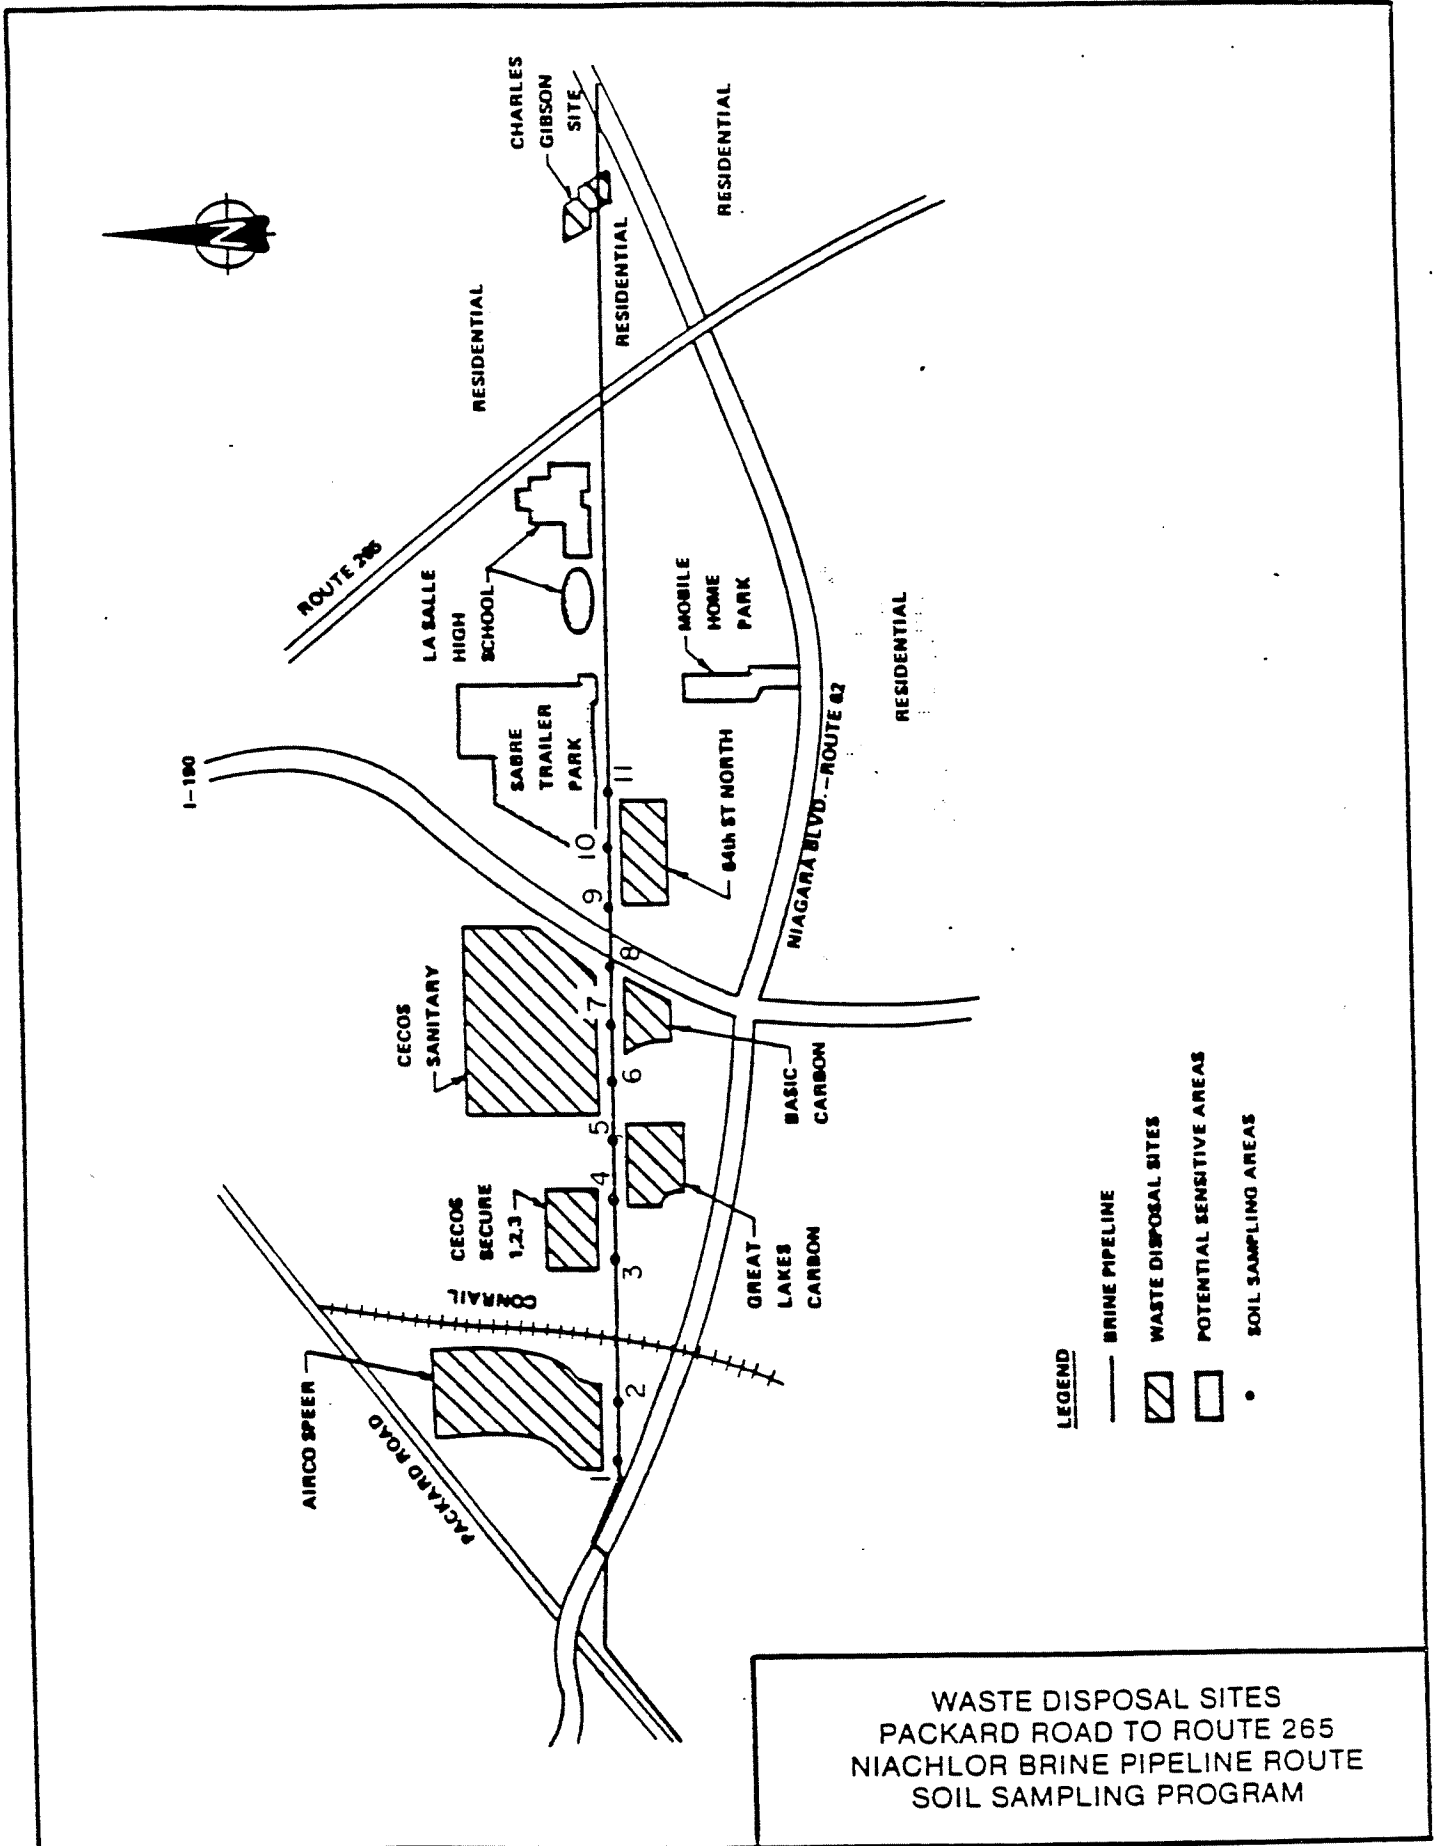 CHARLES
GIBSON
SITE
N
RESIDENTIAL
RESIDENTIAL
RESIDENTIAL
ROUTE 265
LA SALLE
HIGH
SCHOOL
MOBILE
HOME
PARK
RESIDENTIAL
I-190
SABRE
TRAILER
PARK
11
10
9
64th ST NORTH
NIAGARA BLVD.—ROUTE 62
8
7
6
5
4
3
2
1
CECOS
SANITARY
BASIC
CARBON
CECOS
SECURE
1,2,3
GREAT
LAKES
CARBON
CONRAIL
AIRCO SPEER
PACKARD ROAD
LEGEND
BRINE PIPELINE
WASTE DISPOSAL SITES
POTENTIAL SENSITIVE AREAS
SOIL SAMPLING AREAS
WASTE DISPOSAL SITES
PACKARD ROAD TO ROUTE 265
NIACHLOR BRINE PIPELINE ROUTE
SOIL SAMPLING PROGRAM